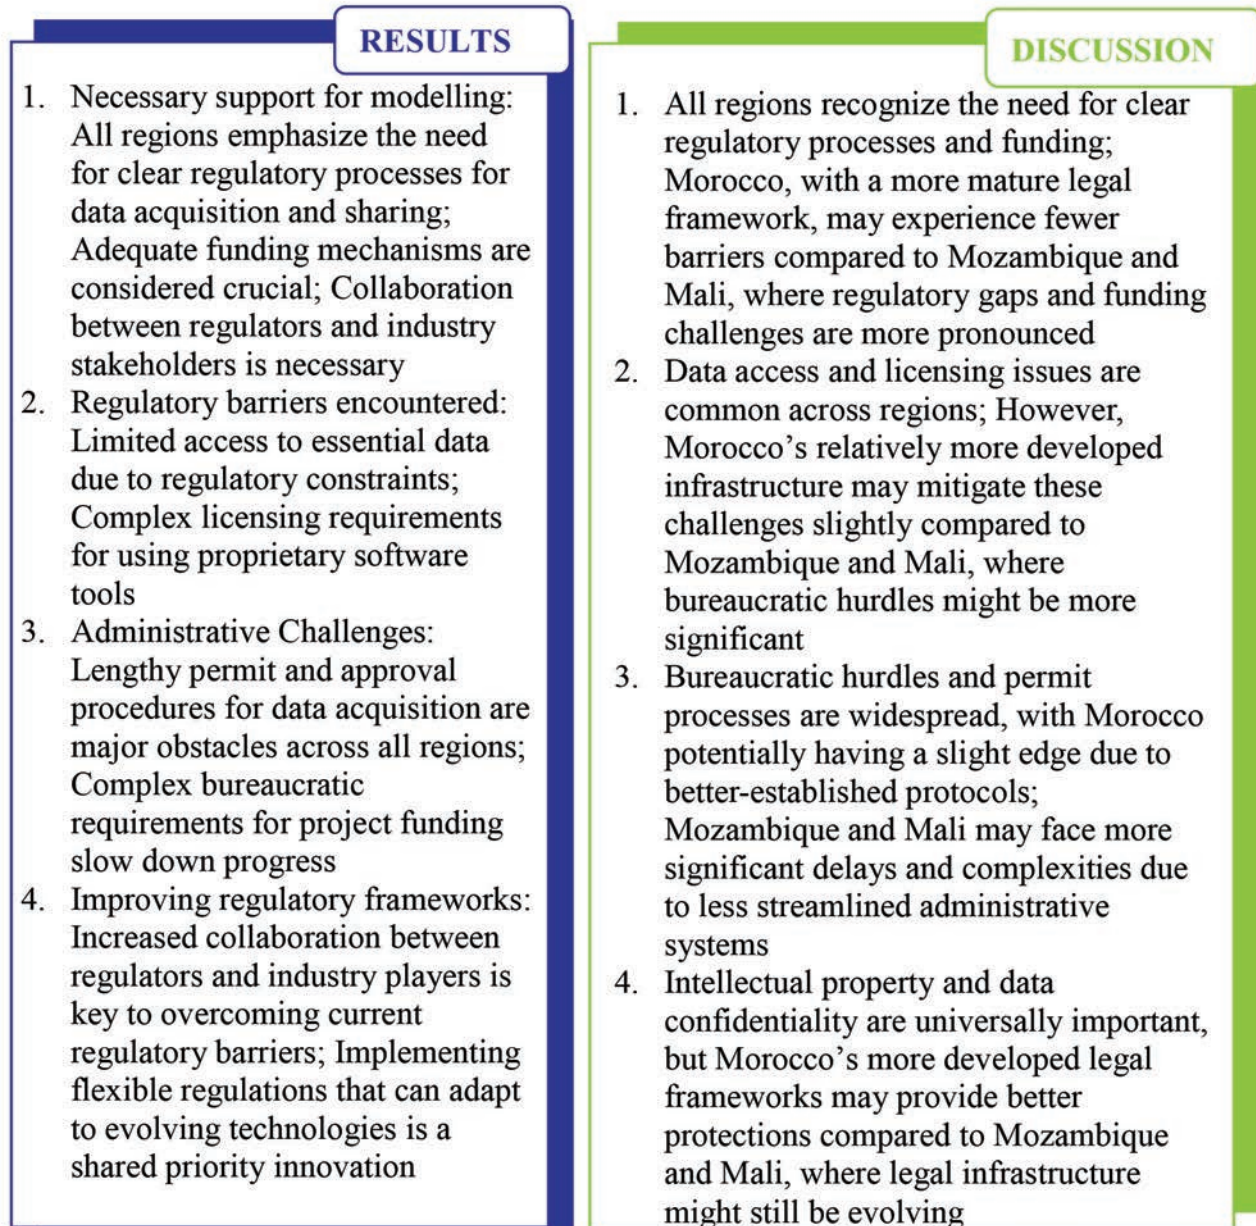 RESULTS
1. Necessary support for modelling:
All regions emphasize the need
for clear regulatory processes for
data acquisition and sharing;
Adequate funding mechanisms are
considered crucial; Collaboration
between regulators and industry
stakeholders is necessary
2. Regulatory barriers encountered:
Limited access to essential data
due to regulatory constraints;
Complex licensing requirements
for using proprietary software
tools
3. Administrative Challenges:
Lengthy permit and approval
procedures for data acquisition are
major obstacles across all regions;
Complex bureaucratic
requirements for project funding
slow down progress
4. Improving regulatory frameworks:
Increased collaboration between
regulators and industry players is
key to overcoming current
regulatory barriers; Implementing
flexible regulations that can adapt
to evolving technologies is a
shared priority innovation
DISCUSSION
1. All regions recognize the need for clear
regulatory processes and funding;
Morocco, with a more mature legal
framework, may experience fewer
barriers compared to Mozambique and
Mali, where regulatory gaps and funding
challenges are more pronounced
2. Data access and licensing issues are
common across regions; However,
Morocco’s relatively more developed
infrastructure may mitigate these
challenges slightly compared to
Mozambique and Mali, where
bureaucratic hurdles might be more
significant
3. Bureaucratic hurdles and permit
processes are widespread, with Morocco
potentially having a slight edge due to
better-established protocols;
Mozambique and Mali may face more
significant delays and complexities due
to less streamlined administrative
systems
4. Intellectual property and data
confidentiality are universally important,
but Morocco’s more developed legal
frameworks may provide better
protections compared to Mozambique
and Mali, where legal infrastructure
might still be evolving